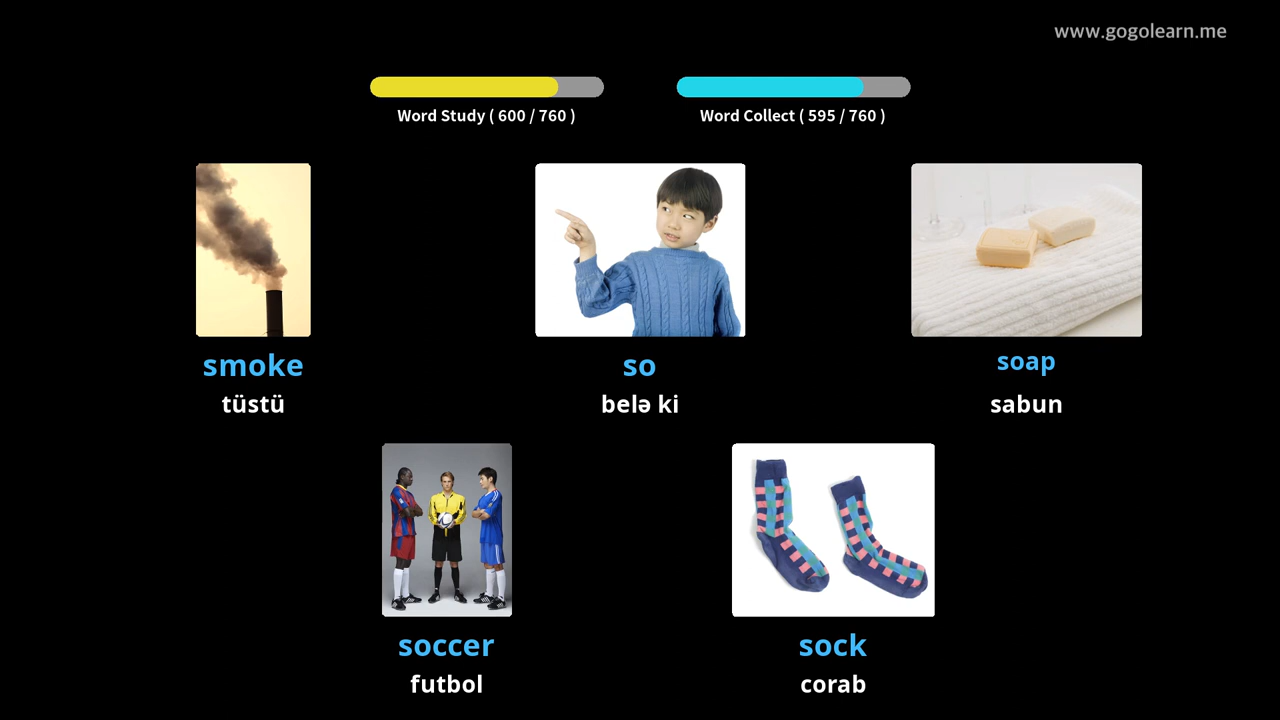 www.gogolearn.me
Word Study ( 600 / 760 )
Word Collect ( 595 / 760 )
smoke
tüstü
so
belə ki
soap
sabun
soccer
futbol
sock
corab